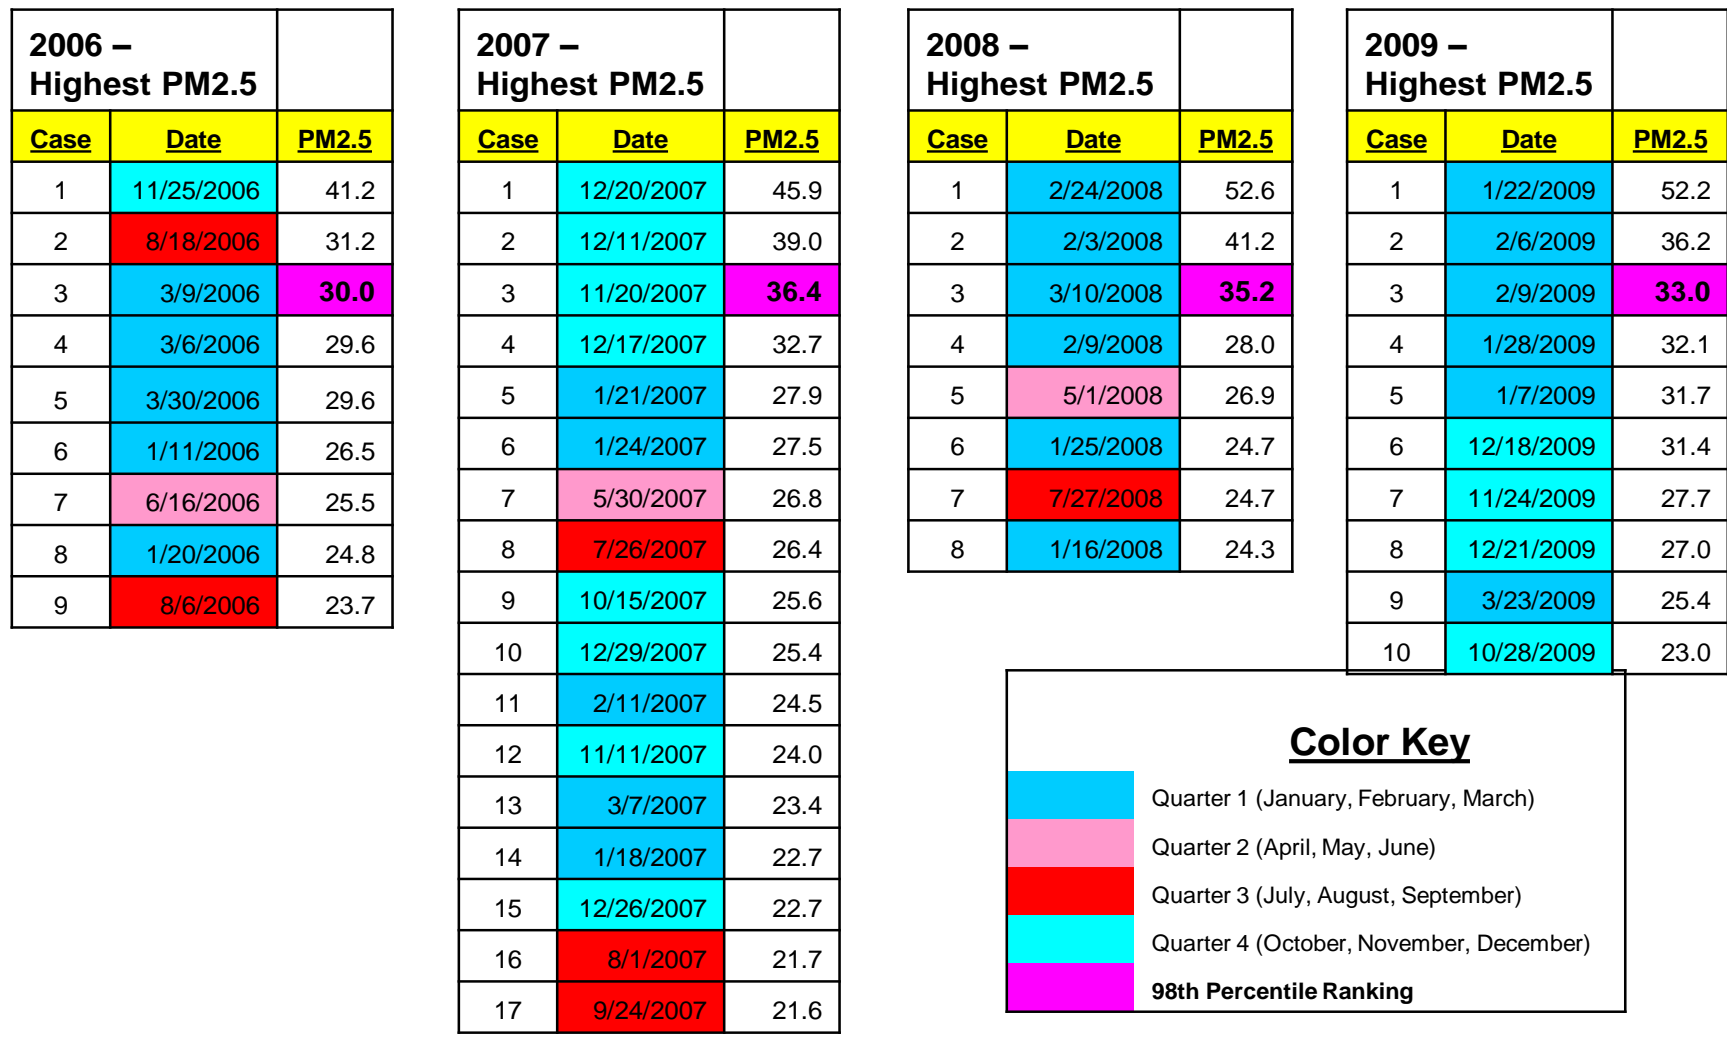 2006 –
Highest PM2.5
Case Date PM2.5
1 11/25/2006 41.2
2 8/18/2006 31.2
3 3/9/2006 30.0
4 3/6/2006 29.6
5 3/30/2006 29.6
6 1/11/2006 26.5
7 6/16/2006 25.5
8 1/20/2006 24.8
9 8/6/2006 23.7
2007 –
Highest PM2.5
Case Date PM2.5
1 12/20/2007 45.9
2 12/11/2007 39.0
3 11/20/2007 36.4
4 12/17/2007 32.7
5 1/21/2007 27.9
6 1/24/2007 27.5
7 5/30/2007 26.8
8 7/26/2007 26.4
9 10/15/2007 25.6
10 12/29/2007 25.4
11 2/11/2007 24.5
12 11/11/2007 24.0
13 3/7/2007 23.4
14 1/18/2007 22.7
15 12/26/2007 22.7
16 8/1/2007 21.7
17 9/24/2007 21.6
2008 –
Highest PM2.5
Case Date PM2.5
1 2/24/2008 52.6
2 2/3/2008 41.2
3 3/10/2008 35.2
4 2/9/2008 28.0
5 5/1/2008 26.9
6 1/25/2008 24.7
7 7/27/2008 24.7
8 1/16/2008 24.3
2009 –
Highest PM2.5
Case Date PM2.5
1 1/22/2009 52.2
2 2/6/2009 36.2
3 2/9/2009 33.0
4 1/28/2009 32.1
5 1/7/2009 31.7
6 12/18/2009 31.4
7 11/24/2009 27.7
8 12/21/2009 27.0
9 3/23/2009 25.4
10 10/28/2009 23.0
Color Key
Quarter 1 (January, February, March)
Quarter 2 (April, May, June)
Quarter 3 (July, August, September)
Quarter 4 (October, November, December)
98th Percentile Ranking